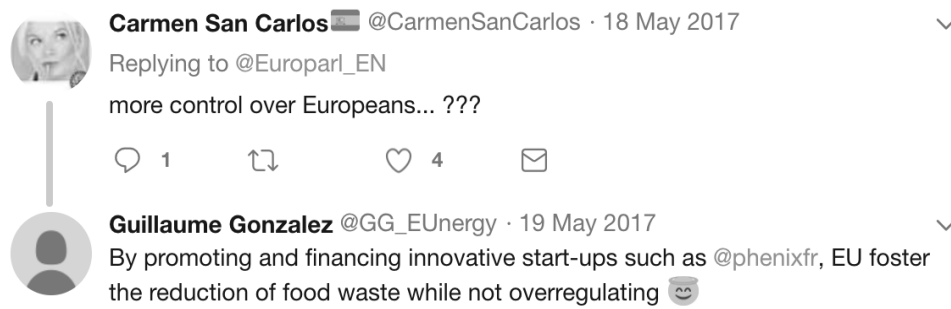 Carmen San Carlos @CarmenSanCarlos · 18 May 2017
Replying to @Europarl_EN
more control over Europeans... ???
1 4
Guillaume Gonzalez @GG_EUnergy · 19 May 2017
By promoting and financing innovative start-ups such as @phenixfr, EU foster
the reduction of food waste while not overregulating